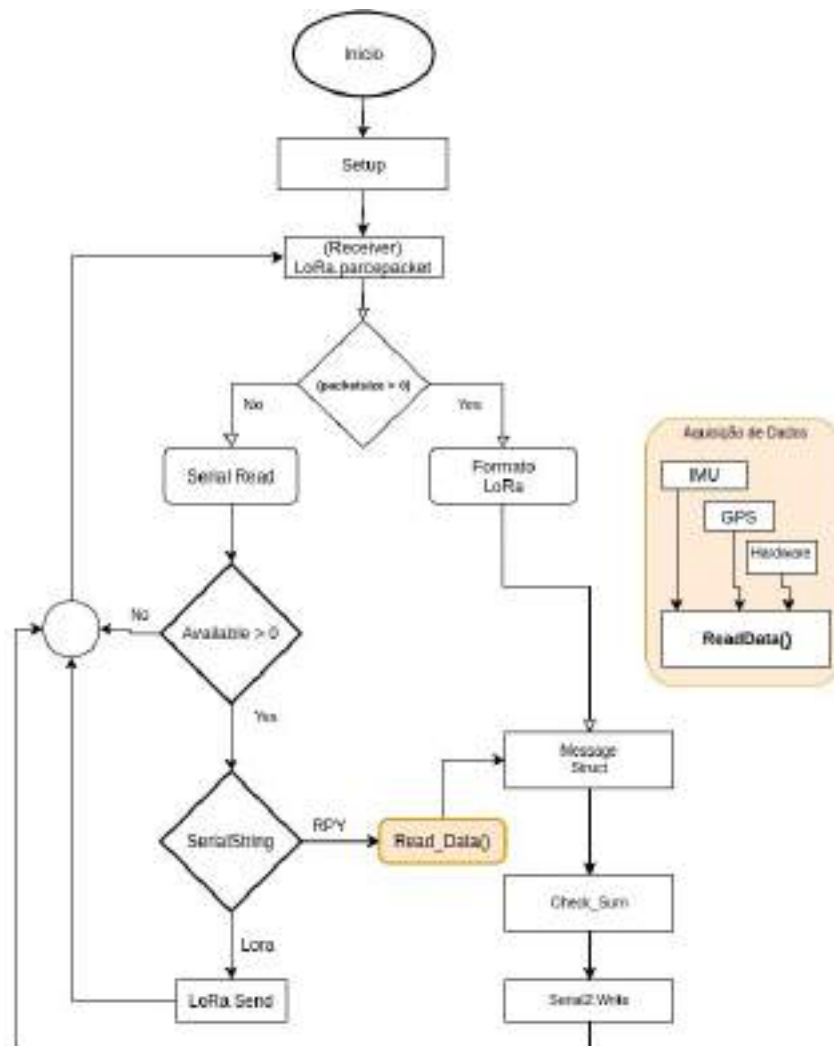 Inicio
Setup
(Receiver)
LoRa.parcepacket
(packetsize > 0)
No
Yes
Serial Read
Formato
LoRa
Aquisição de Dados
IMU
GPS
Hardware
ReadData()
No
Available > 0
Yes
Message
Struct
SerialString
RPY
Read_Data()
Check_Sum
Lora
LoRa.Send
Serial2.Write